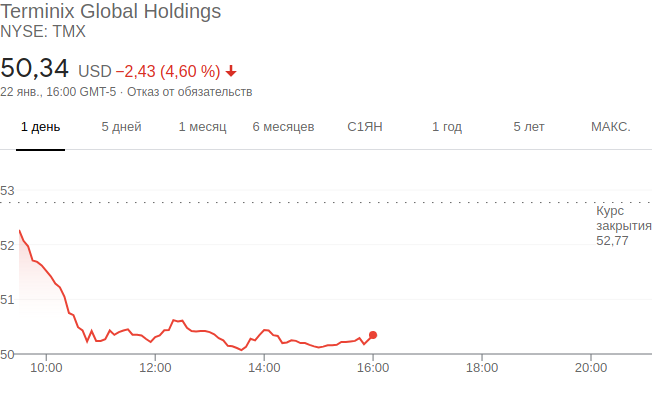 Terminix Global Holdings
NYSE: TMX
50,34 USD −2,43 (4,60 %)
22 янв., 16:00 GMT-5 · Отказ от обязательств
1 день 5 дней 1 месяц 6 месяцев С1ЯН 1 год 5 лет МАКС.
53
Курс
закрытия
52,77
52
51
50
10:00 12:00 14:00 16:00 18:00 20:00